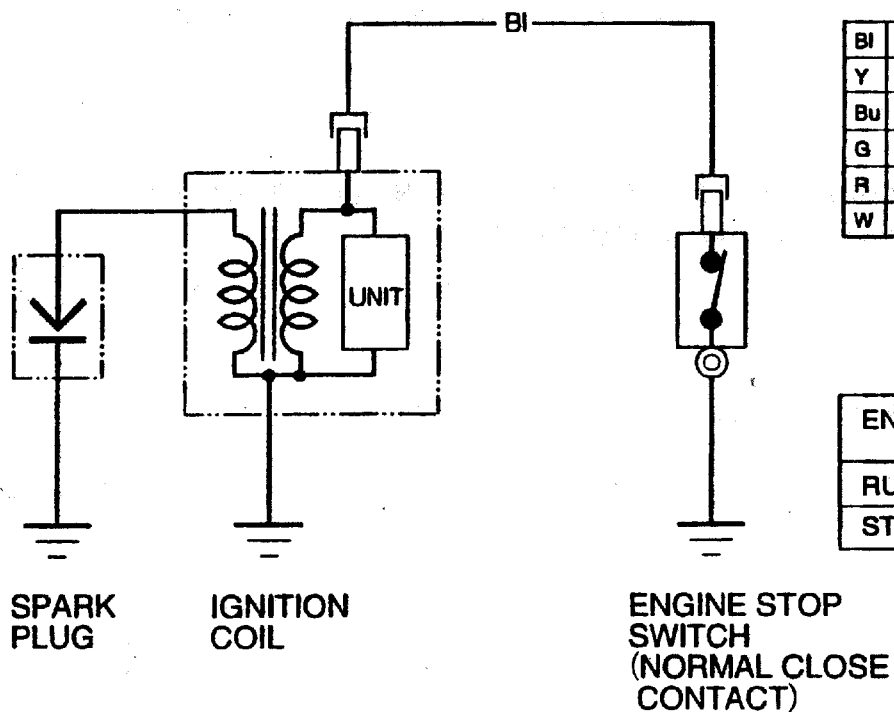 Bl
Bl
Y
Bu
G
R
W
UNIT
SPARK
PLUG
IGNITION
COIL
ENGINE STOP
SWITCH
(NORMAL CLOSE
CONTACT)
EN
RU
ST